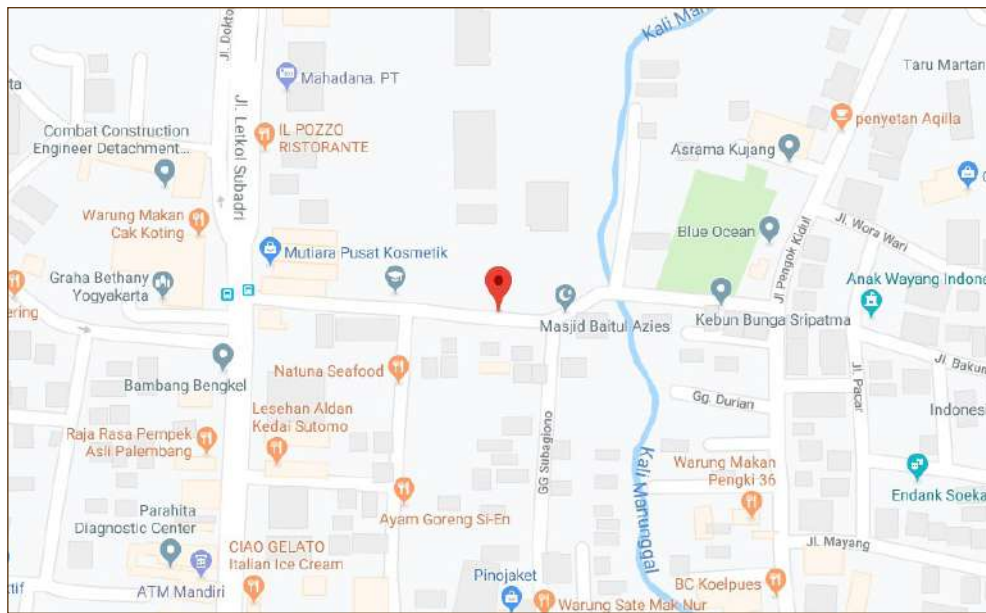 Jl. Dokto
Kali Man
Taru Martan
Mahadana. PT
penyetan Aqilla
Combat Construction
Engineer Detachment...
IL POZZO
RISTORANTE
Jl. Letkol Subadri
Asrama Kujang
Warung Makan
Cak Koting
Jl. Wora Wari
Blue Ocean
Jl Pengok Kidul
Mutiara Pusat Kosmetik
Graha Bethany
Yogyakarta
Anak Wayang Indone
ering
Masjid Baitul Azies
Kebun Bunga Sripatma
Jl. Bakum
Bambang Bengkel
Natuna Seafood
Jl. Pacar
Gg. Durian
Lesehan Aldan
Kedai Sutomo
Indonesi
Raja Rasa Pempek
Asli Palembang
GG Subagiono
Kali Manunggal
Warung Makan
Pengki 36
Endank Soeka
Ayam Goreng Si-En
Parahita
Diagnostic Center
Jl. Mayang
CIAO GELATO
Italian Ice Cream
ATM Mandiri
Pinojaket
BC Koelpues
Warung Sate Mak Nur